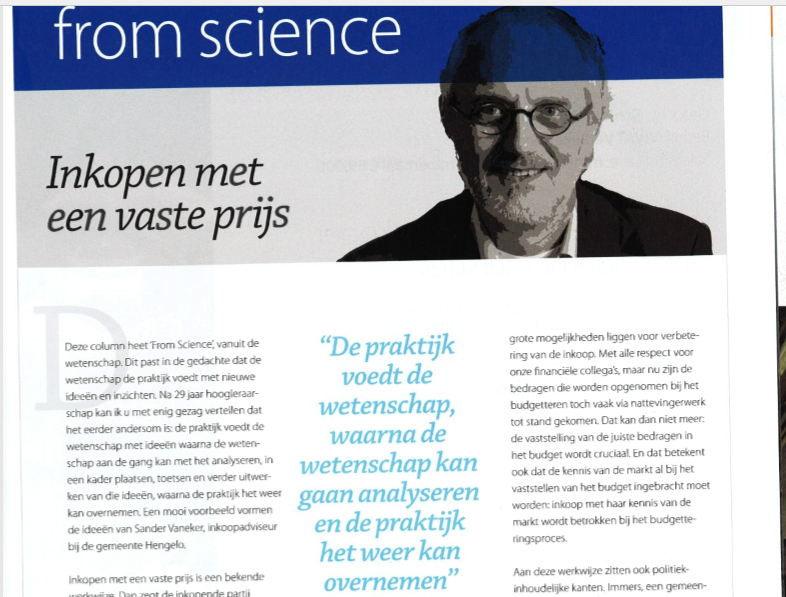 from science
Inkopen met
een vaste prijs
D
Deze column heet 'From Science', vanuit de
wetenschap. Dit past in de gedachte dat de
wetenschap de praktijk voedt met nieuwe
ideeën en inzichten. Na 29 jaar hoogleraar-
schap kan ik u met enig gezag vertellen dat
het eerder andersom is: de praktijk voedt de
wetenschap met ideeën waarna de weten-
schap aan de gang kan met het analyseren, in
een kader plaatsen, toetsen en verder uitwer-
ken van die ideeën, waarna de praktijk het weer
kan overnemen. Een mooi voorbeeld vormen
de ideeën van Sander Vaneker, inkoopadviseur
bij de gemeente Hengelo.
Inkopen met een vaste prijs is een bekende
werkwijze. Dan zegt de inkopende partij
“De praktijk
voedt de
wetenschap,
waarna de
wetenschap kan
gaan analyseren
en de praktijk
het weer kan
overnemen”
grote mogelijkheden liggen voor verbete-
ring van de inkoop. Met alle respect voor
onze financiële collega's, maar nu zijn de
bedragen die worden opgenomen bij het
budgetteren toch vaak via nattevingerwerk
tot stand gekomen. Dat kan dan niet meer:
de vaststelling van de juiste bedragen in
het budget wordt cruciaal. En dat betekent
ook dat de kennis van de markt al bij het
vaststellen van het budget ingebracht moet
worden: inkoop met haar kennis van de
markt wordt betrokken bij het budgette-
ringsproces.
Aan deze werkwijze zitten ook politiek-
inhoudelijke kanten. Immers, een gemeen-